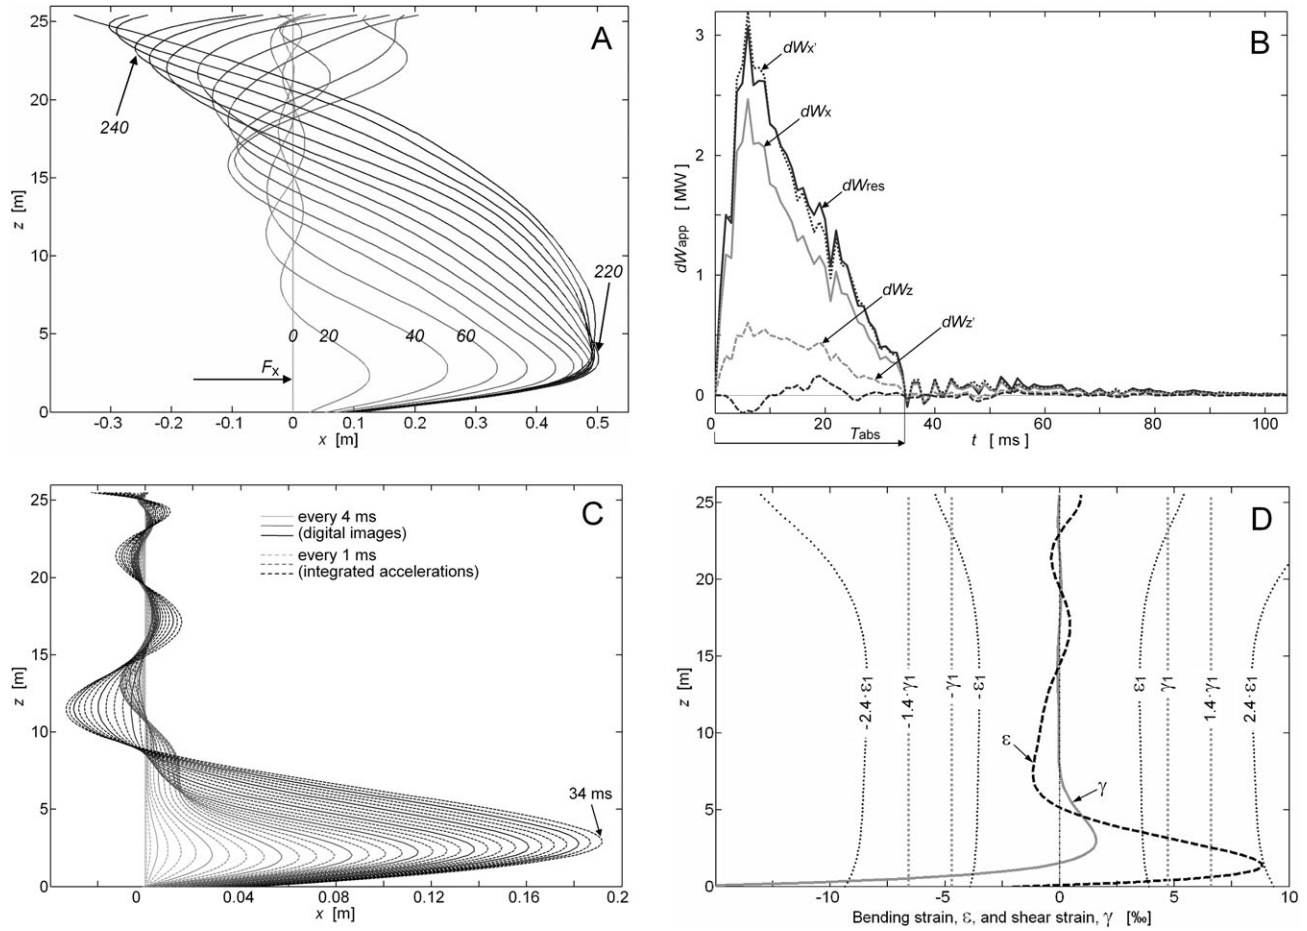 A
25
20
15
10
5
0
z [m]
240
220
0 20 40 60
Fx
-0.3 -0.2 -0.1 0 0.1 0.2 0.3 0.4 0.5
x [m]
B
3
2
1
0
dWapp [ MW]
dWx'
dWx
dWres
dWz
dWz'
0 20 40 60 80 100
Tabs
t [ ms]
C
25
20
15
10
5
0
z [m]
every 4 ms
(digital images)
every 1 ms
(integrated accelerations)
34 ms
0 0.04 0.08 0.12 0.16 0.2
x [m]
D
25
20
15
10
5
0
z [m]
-2.4· ε1
-1.4· γ1
-γ1
-ε1
ε1
γ1
1.4· γ1
2.4· ε1
ε
γ
-10 -5 0 5 10
Bending strain, ε, and shear strain, γ [‰]